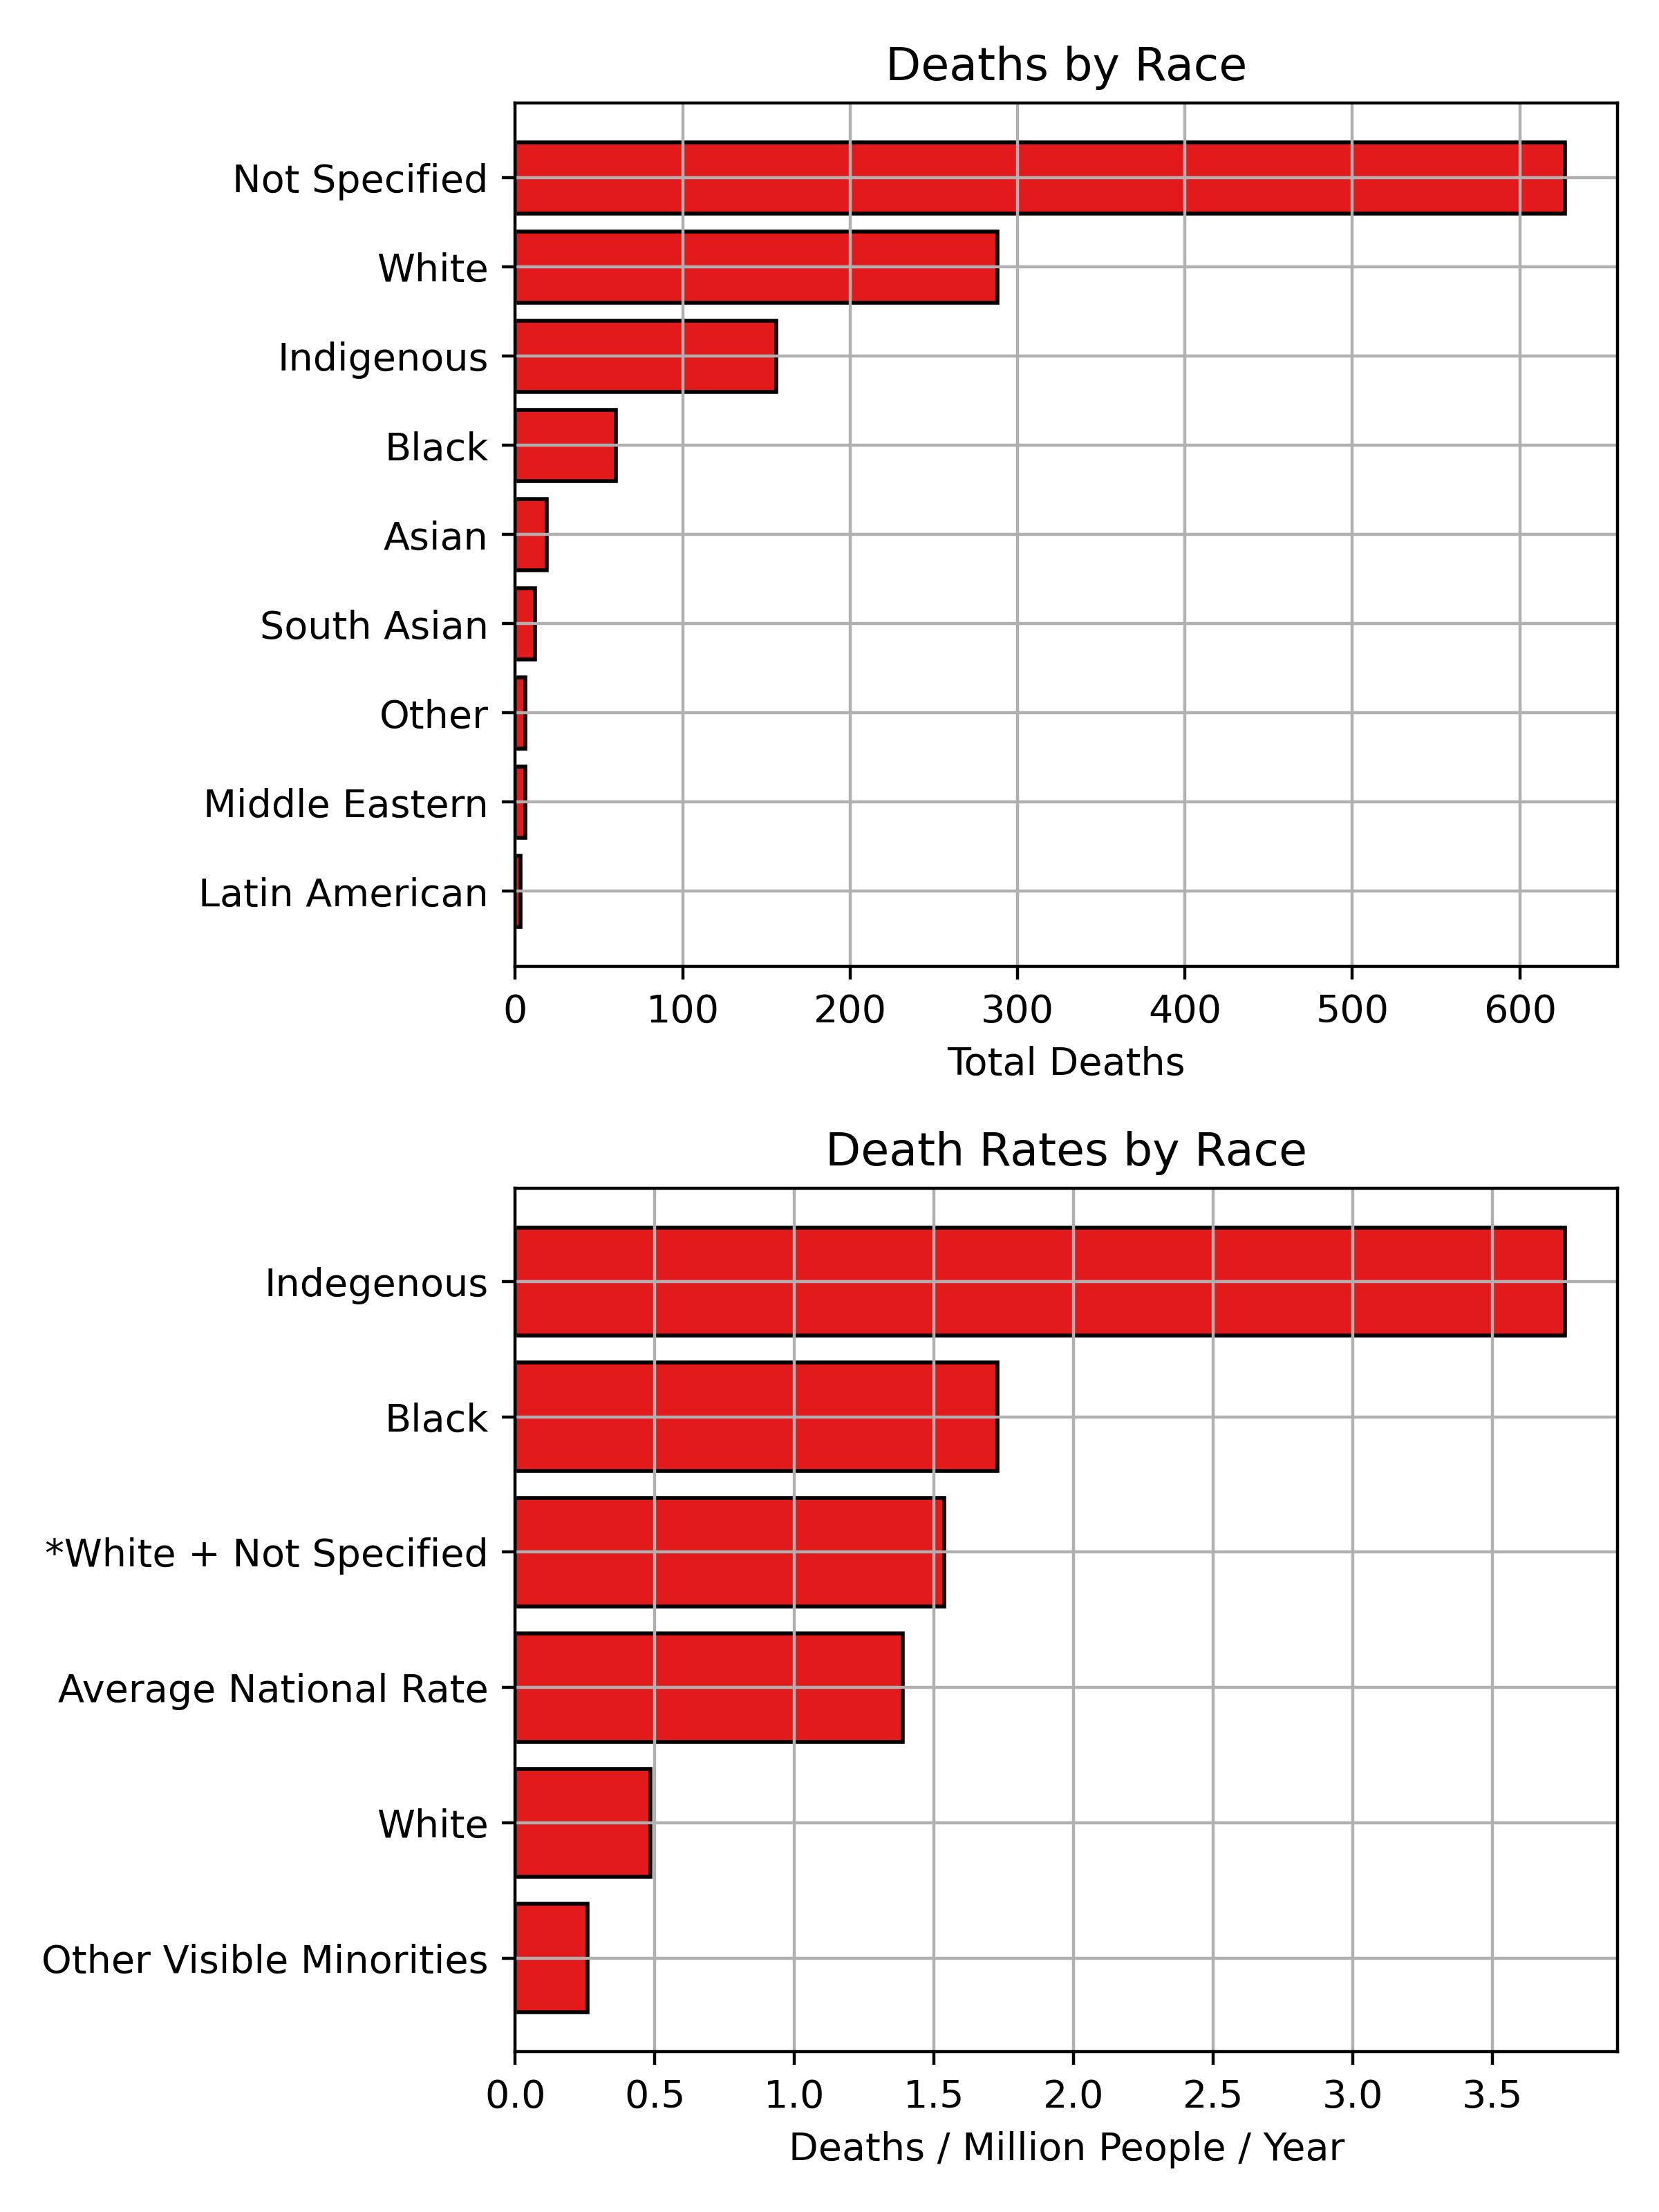 Deaths by Race
Not Specified
White
Indigenous
Black
Asian
South Asian
Other
Middle Eastern
Latin American
0 100 200 300 400 500 600
Total Deaths
Death Rates by Race
Indegenous
Black
*White + Not Specified
Average National Rate
White
Other Visible Minorities
0.0 0.5 1.0 1.5 2.0 2.5 3.0 3.5
Deaths / Million People / Year